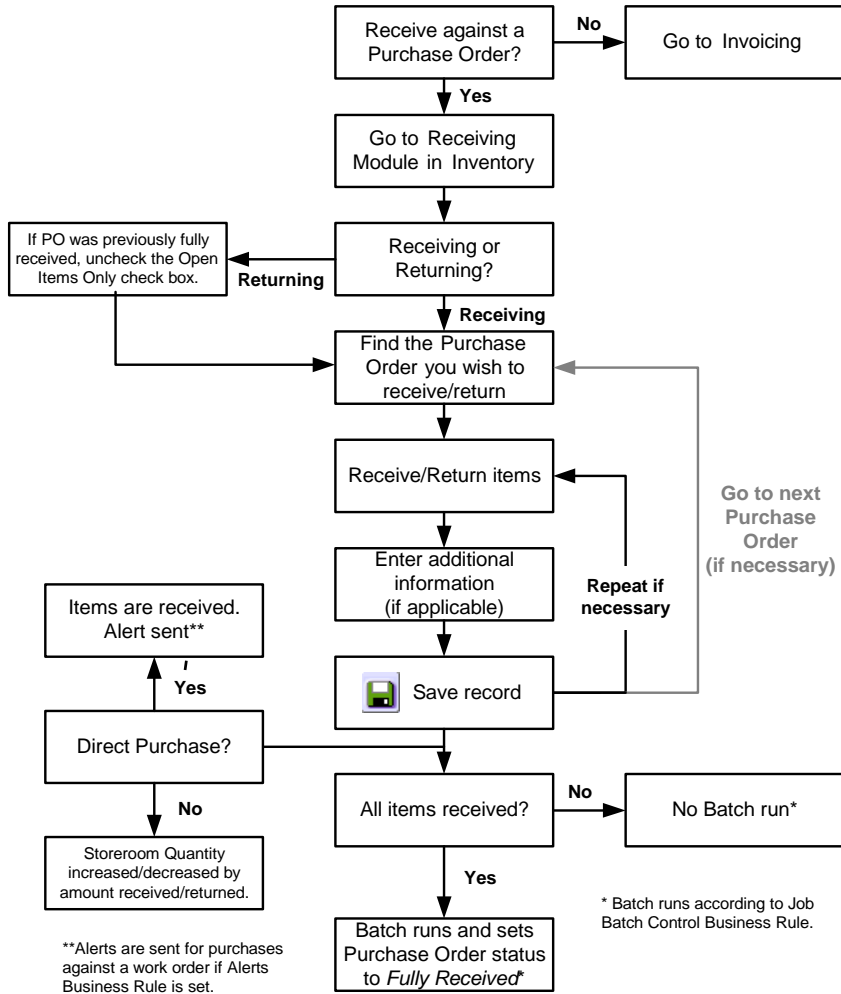 Receive against a
Purchase Order?
No
Go to Invoicing
Yes
Go to Receiving
Module in Inventory
If PO was previously fully
received, uncheck the Open
Items Only check box.
Returning
Receiving or
Returning?
Receiving
Find the Purchase
Order you wish to
receive/return
Receive/Return items
Go to next
Purchase
Order
(if necessary)
Enter additional
information
(if applicable)
Repeat if
necessary
Items are received.
Alert sent**
Yes
Save record
Direct Purchase?
No
All items received?
No
No Batch run*
Storeroom Quantity
increased/decreased by
amount received/returned.
Yes
* Batch runs according to Job
Batch Control Business Rule.
Batch runs and sets
Purchase Order status
to Fully Received*
**Alerts are sent for purchases
against a work order if Alerts
Business Rule is set.